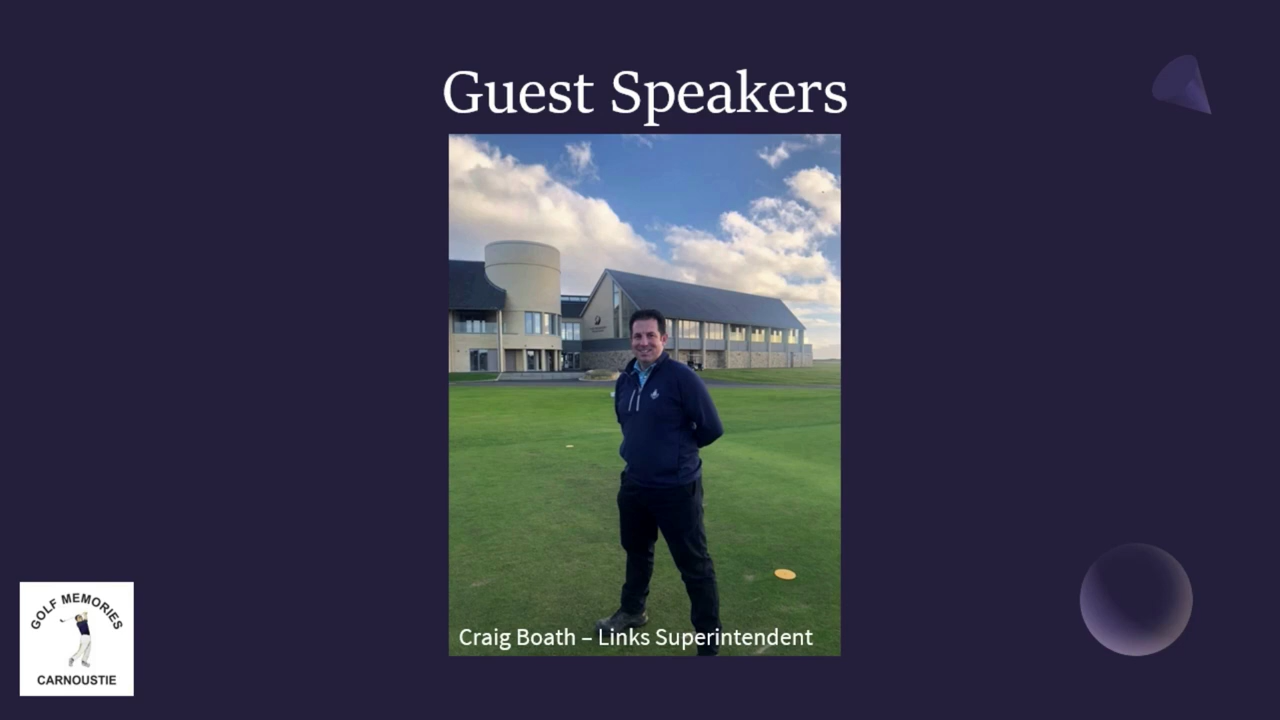 Guest Speakers
Craig Boath – Links Superintendent
GOLF MEMORIES
CARNOUSTIE